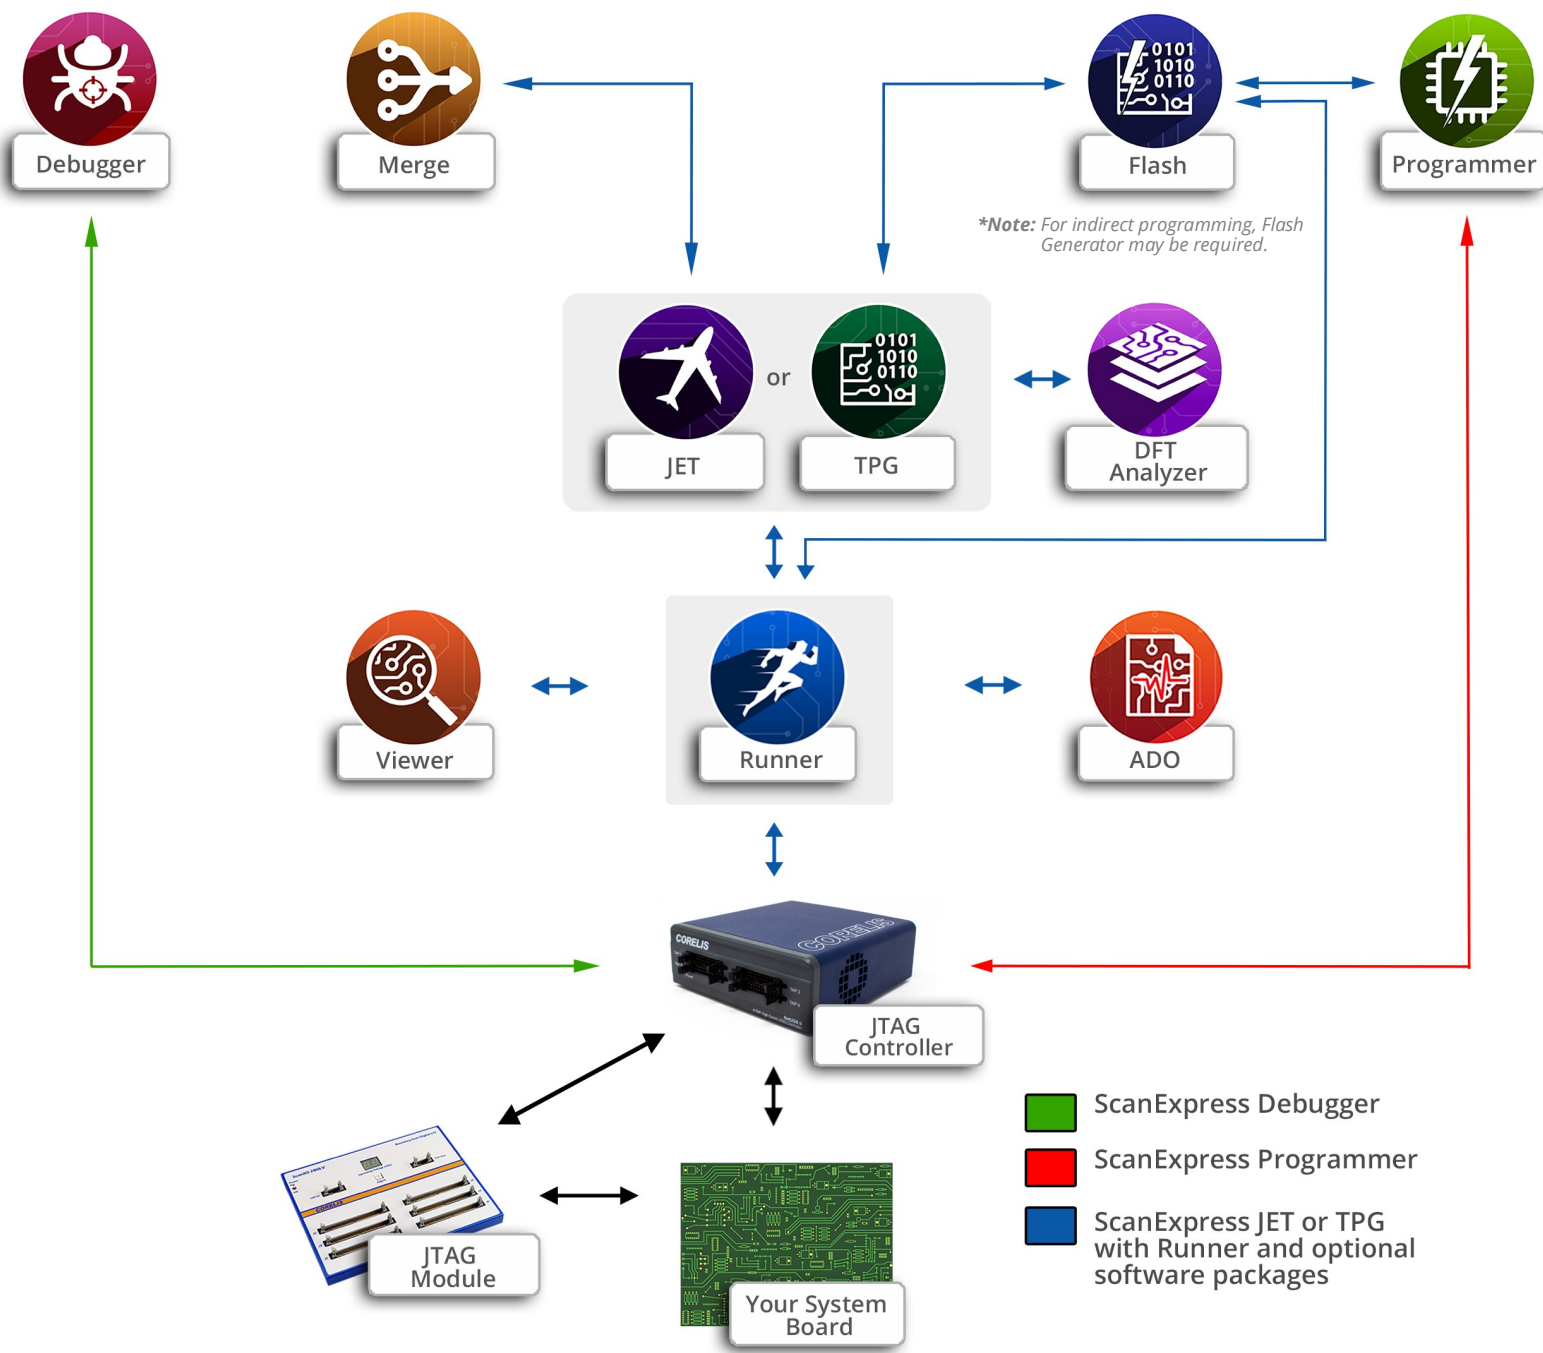 0101
1010
0110
Debugger
Merge
Flash
Programmer
*Note: For indirect programming, Flash
Generator may be required.
0101
1010
0110
or
JET
TPG
DFT
Analyzer
Viewer
Runner
ADO
CORELIS
CORELIS
JTAG
Controller
ScanExpress Debugger
ScanExpress Programmer
ScanExpress JET or TPG
with Runner and optional
software packages
CORELIS
JTAG
Module
Your System
Board